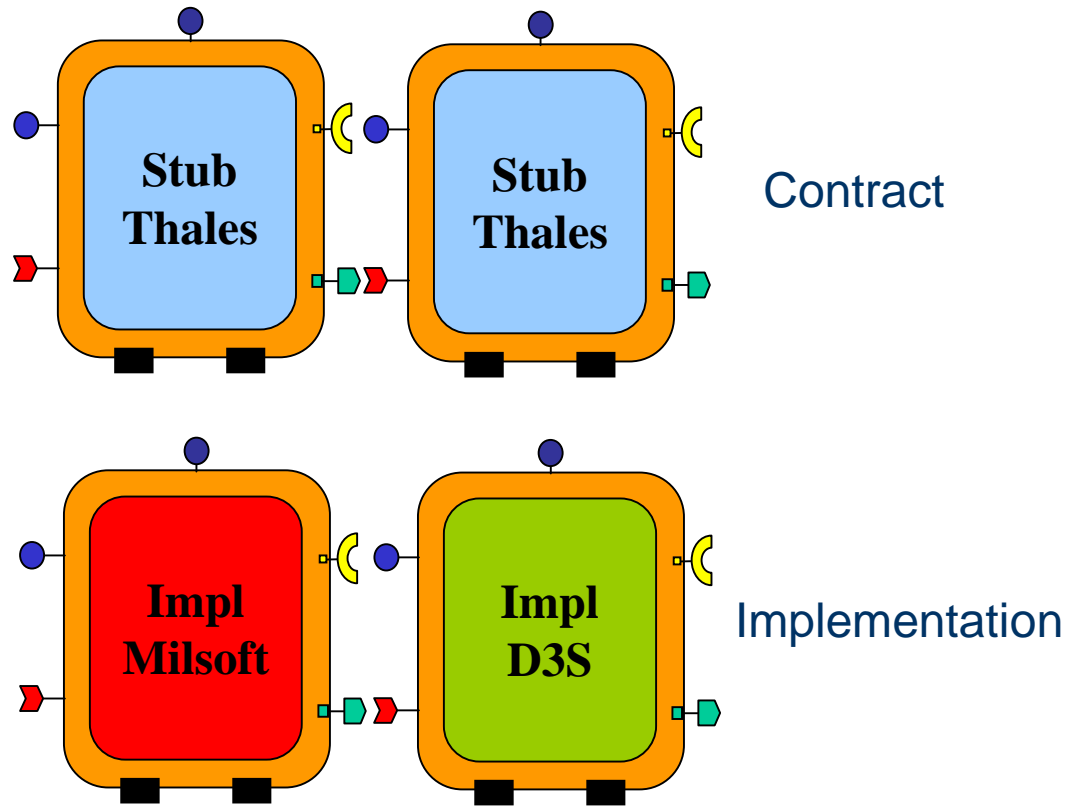 Stub
Thales
Stub
Thales
Contract
Impl
Milsoft
Impl
D3S
Implementation